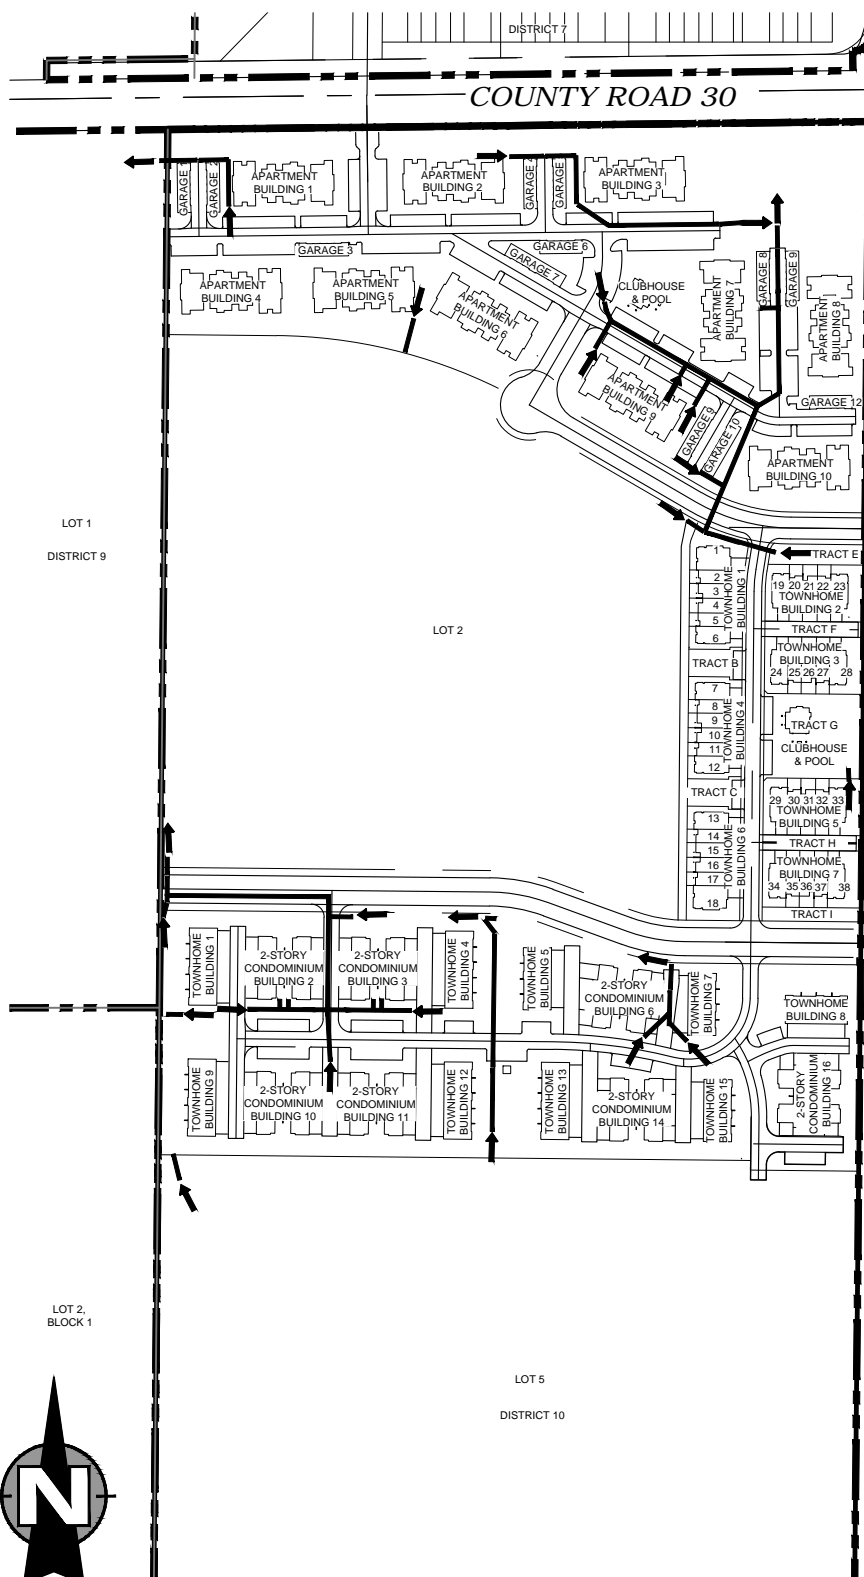 DISTRICT 7
COUNTY ROAD 30
GARAGE 1
GARAGE 2
APARTMENT
BUILDING 1
APARTMENT
BUILDING 2
GARAGE 4
GARAGE
APARTMENT
BUILDING 3
GARAGE 3
GARAGE 6
GARAGE 7
APARTMENT
BUILDING 4
APARTMENT
BUILDING 5
APARTMENT
BUILDING 6
CLUBHOUSE
& POOL
APARTMENT
BUILDING 7
GARAGE 8
GARAGE 9
APARTMENT
BUILDING 8
APARTMENT
BUILDING 9
GARAGE 9
GARAGE 10
GARAGE 12
APARTMENT
BUILDING 10
LOT 1
DISTRICT 9
LOT 2
TRACT E
1
2
3
4
5
6
TOWNHOME
BUILDING 1
19 20 21 22 23
TOWNHOME
BUILDING 2
TRACT F
TOWNHOME
BUILDING 3
24 25 26 27 28
TRACT B
7
8
9
10
11
12
TOWNHOME
BUILDING 4
TRACT G
CLUBHOUSE
& POOL
TRACT C
29 30 31 32 33
TOWNHOME
BUILDING 5
13
14
15
16
17
18
TOWNHOME
BUILDING 6
TRACT H
TOWNHOME
BUILDING 7
34 35 36 37 38
TRACT I
TOWNHOME
BUILDING 1
2-STORY
CONDOMINIUM
BUILDING 2
2-STORY
CONDOMINIUM
BUILDING 3
TOWNHOME
BUILDING 4
TOWNHOME
BUILDING 5
2-STORY
CONDOMINIUM
BUILDING 6
TOWNHOME
BUILDING 7
TOWNHOME
BUILDING 8
TOWNHOME
BUILDING 9
2-STORY
CONDOMINIUM
BUILDING 10
2-STORY
CONDOMINIUM
BUILDING 11
TOWNHOME
BUILDING 12
TOWNHOME
BUILDING 13
2-STORY
CONDOMINIUM
BUILDING 14
TOWNHOME
BUILDING 15
2-STORY
CONDOMINIUM
BUILDING 16
LOT 2,
BLOCK 1
LOT 5
DISTRICT 10
N